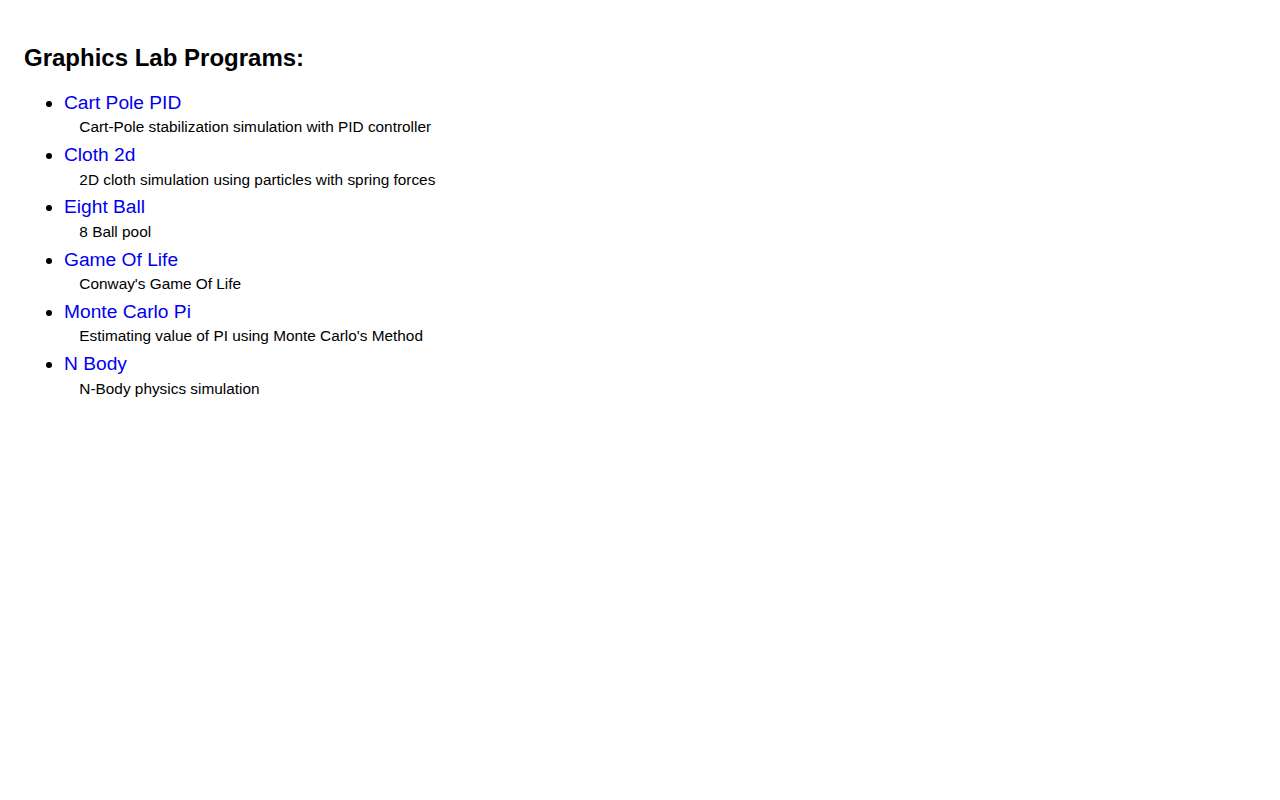 Graphics Lab Programs:
Cart Pole PID
Cart-Pole stabilization simulation with PID controller
Cloth 2d
2D cloth simulation using particles with spring forces
Eight Ball
8 Ball pool
Game Of Life
Conway's Game Of Life
Monte Carlo Pi
Estimating value of PI using Monte Carlo's Method
N Body
N-Body physics simulation